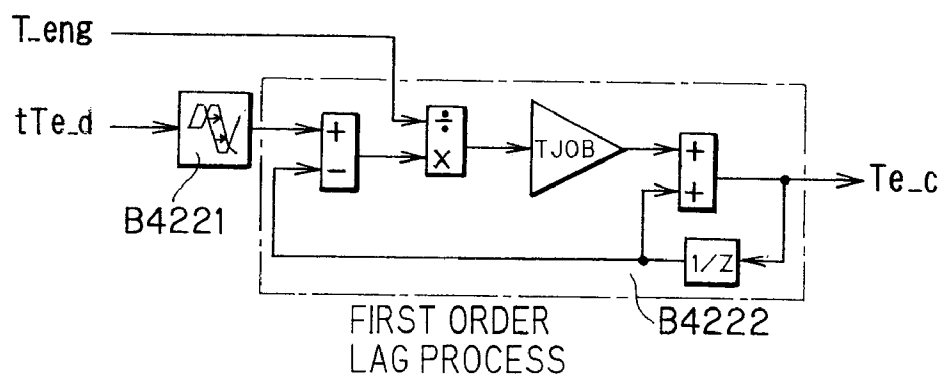 T_eng
tTe_d
+
−
÷
×
TJOB
+
+
Te_c
1/Z
B4221
B4222
FIRST ORDER
LAG PROCESS